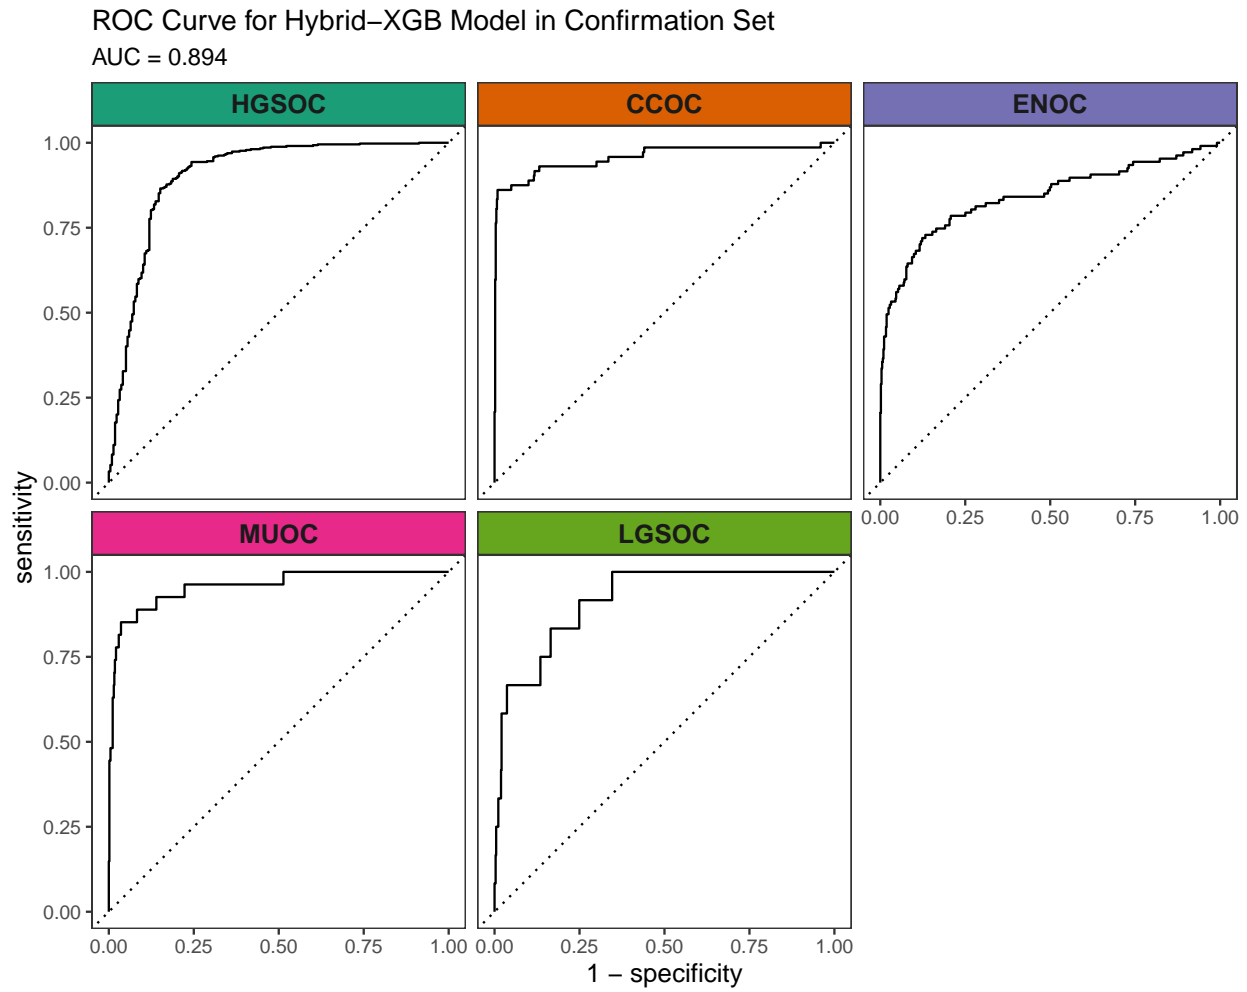 ROC Curve for Hybrid−XGB Model in Confirmation Set
AUC = 0.894
HGSOC
CCOC
ENOC
1.00
0.75
0.50
0.25
0.00
0.00 0.25 0.50 0.75 1.00
MUOC
LGSOC
sensitivity
1.00
0.75
0.50
0.25
0.00
0.00 0.25 0.50 0.75 1.00
0.00 0.25 0.50 0.75 1.00
1 − specificity